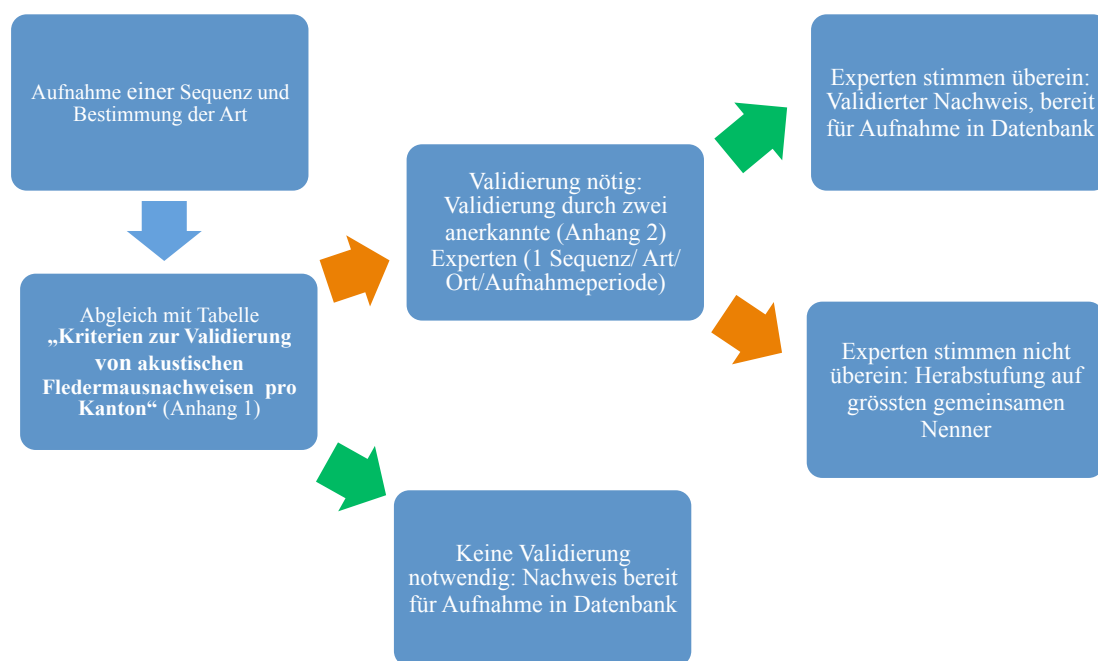 Aufnahme einer Sequenz und
Bestimmung der Art
Abgleich mit Tabelle
„Kriterien zur Validierung
von akustischen
Fledermausnachweisen pro
Kanton“ (Anhang 1)
Validierung nötig:
Validierung durch zwei
anerkannte (Anhang 2)
Experten (1 Sequenz/ Art/
Ort/Aufnahmeperiode)
Keine Validierung
notwendig: Nachweis bereit
für Aufnahme in Datenbank
Experten stimmen überein:
Validierter Nachweis, bereit
für Aufnahme in Datenbank
Experten stimmen nicht
überein: Herabstufung auf
grössten gemeinsamen
Nenner